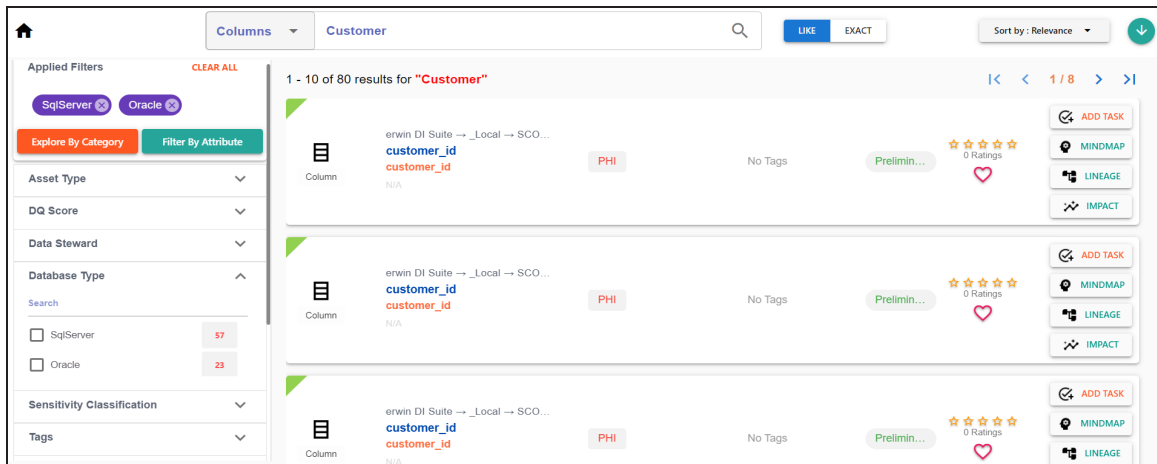 Columns
Customer
LIKE
EXACT
Sort by : Relevance
Applied Filters
CLEAR ALL
SqlServer
Oracle
Explore By Category
Filter By Attribute
Asset Type
DQ Score
Data Steward
Database Type
Search
SqlServer
57
Oracle
23
Sensitivity Classification
Tags
1 - 10 of 80 results for "Customer"
1 / 8
Column
erwin DI Suite → _Local → SCO...
customer_id
customer_id
N/A
PHI
No Tags
Prelimin...
0 Ratings
ADD TASK
MINDMAP
LINEAGE
IMPACT
Column
erwin DI Suite → _Local → SCO...
customer_id
customer_id
N/A
PHI
No Tags
Prelimin...
0 Ratings
ADD TASK
MINDMAP
LINEAGE
IMPACT
Column
erwin DI Suite → _Local → SCO...
customer_id
customer_id
N/A
PHI
No Tags
Prelimin...
0 Ratings
ADD TASK
MINDMAP
LINEAGE